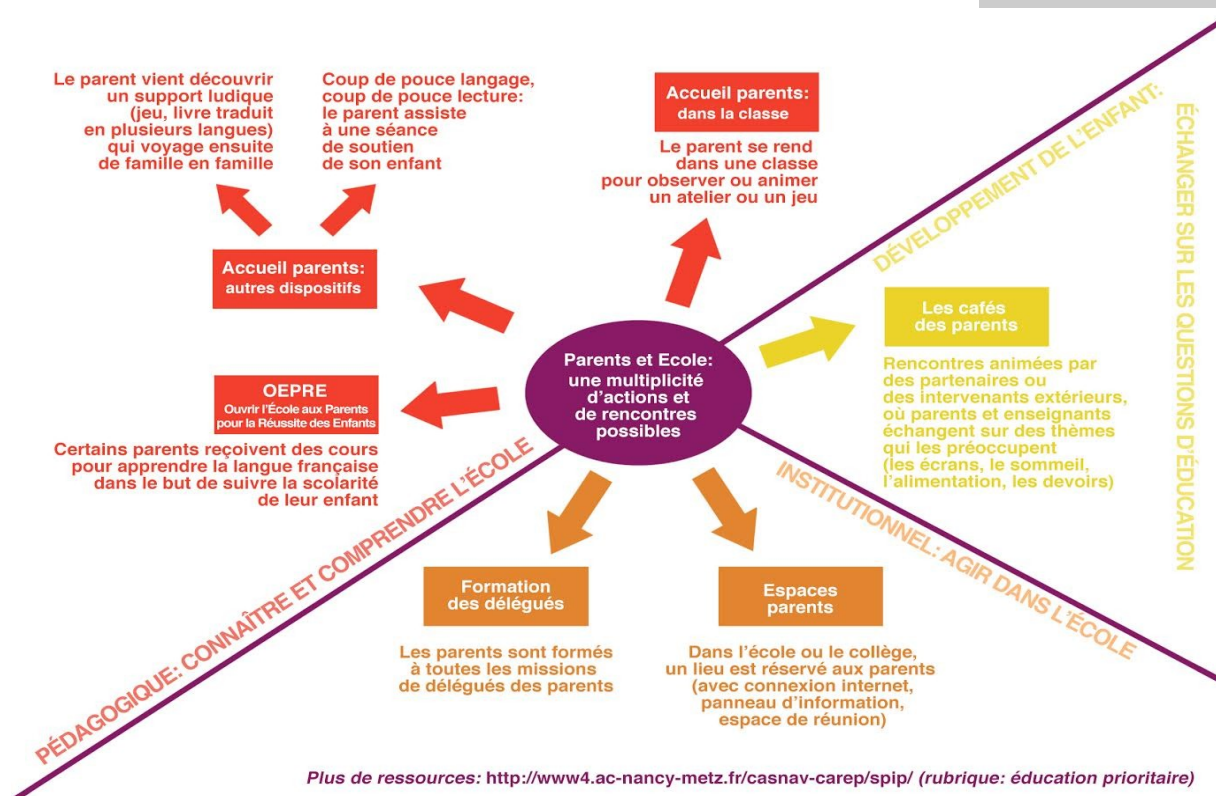 Le parent vient découvrir
un support ludique
(jeu, livre traduit
en plusieurs langues)
qui voyage ensuite
de famille en famille
Coup de pouce langage,
coup de pouce lecture:
le parent assiste
à une séance
de soutien
de son enfant
Accueil parents:
dans la classe
Le parent se rend
dans une classe
pour observer ou animer
un atelier ou un jeu
Accueil parents:
autres dispositifs
OEPRE
Ouvrir l'École aux Parents
pour la Réussite des Enfants
Certains parents reçoivent des cours
pour apprendre la langue française
dans le but de suivre la scolarité
de leur enfant
PÉDAGOGIQUE: CONNAÎTRE ET COMPRENDRE L'ÉCOLE
Parents et Ecole:
une multiplicité
d'actions et
de rencontres
possibles
DÉVELOPPEMENT DE L'ENFANT:
ÉCHANGER SUR LES QUESTIONS D'ÉDUCATION
Les cafés
des parents
Rencontres animées par
des partenaires ou
des intervenants extérieurs,
où parents et enseignants
échangent sur des thèmes
qui les préoccupent
(les écrans, le sommeil,
l'alimentation, les devoirs)
INSTITUTIONNEL: AGIR DANS L'ÉCOLE
Formation
des délégués
Les parents sont formés
à toutes les missions
de délégués des parents
Espaces
parents
Dans l'école ou le collège,
un lieu est réservé aux parents
(avec connexion internet,
panneau d'information,
espace de réunion)
Plus de ressources: http://www4.ac-nancy-metz.fr/casnav-carep/spip/ (rubrique: éducation prioritaire)